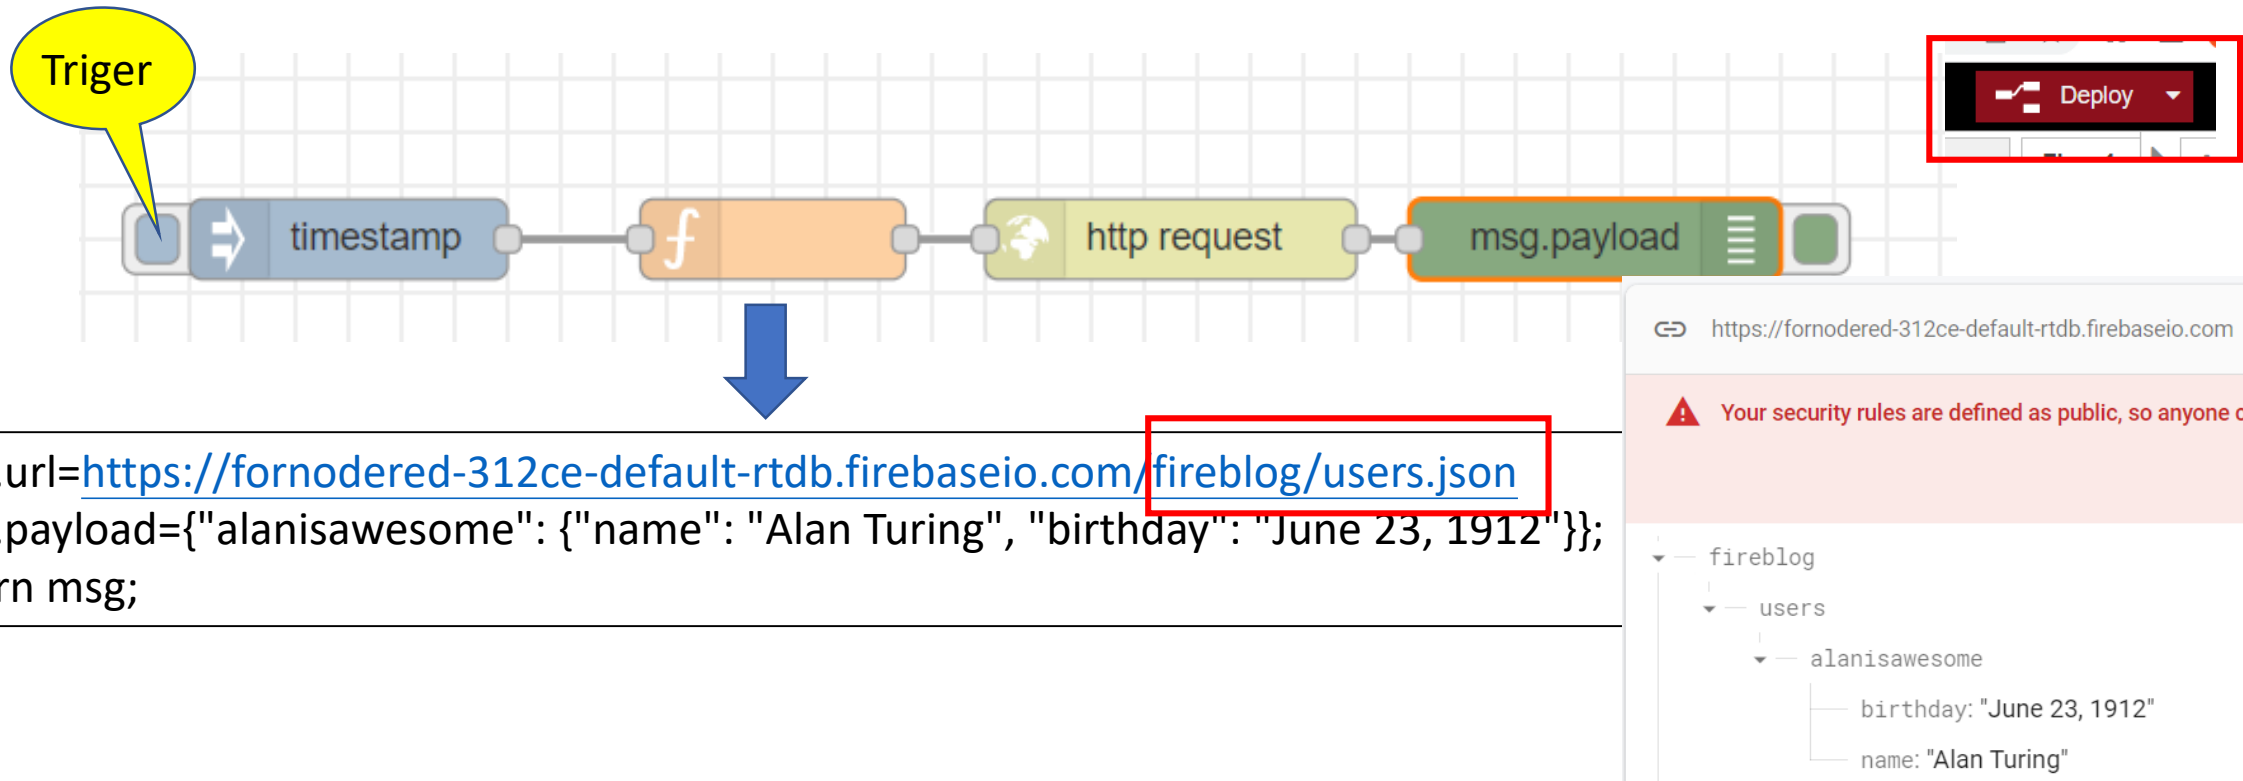 Triger
Deploy
timestamp
http request
msg.payload
https://fornodered-312ce-default-rtdb.firebaseio.com
Your security rules are defined as public, so anyone
.url=https://fornodered-312ce-default-rtdb.firebaseio.com/fireblog/users.json
.payload={"alanisawesome": {"name": "Alan Turing", "birthday": "June 23, 1912"}};
rn msg;
fireblog
users
alanisawesome
birthday: "June 23, 1912"
name: "Alan Turing"